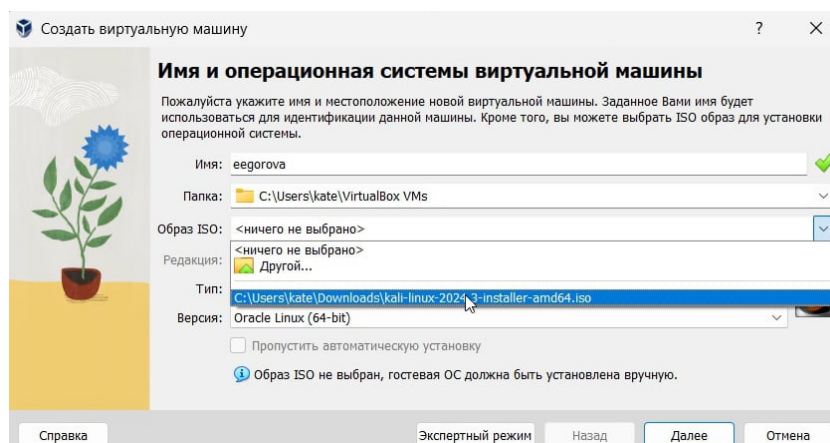 Создать виртуальную машину
? X
Имя и операционная системы виртуальной машины
Пожалуйста укажите имя и местоположение новой виртуальной машины. Заданное Вами имя будет
использоваться для идентификации данной машины. Кроме того, вы можете выбрать ISO образ для установки
операционной системы.
Имя: eegorova
Папка: C:\Users\kate\VirtualBox VMs
Образ ISO: <ничего не выбрано>
<ничего не выбрано>
Редакция: Другой...
Тип: C:\Users\kate\Downloads\kali-linux-2024.3-installer-amd64.iso
Версия: Oracle Linux (64-bit)
Пропустить автоматическую установку
Образ ISO не выбран, гостевая ОС должна быть установлена вручную.
Справка Экспертный режим Назад Далее Отмена